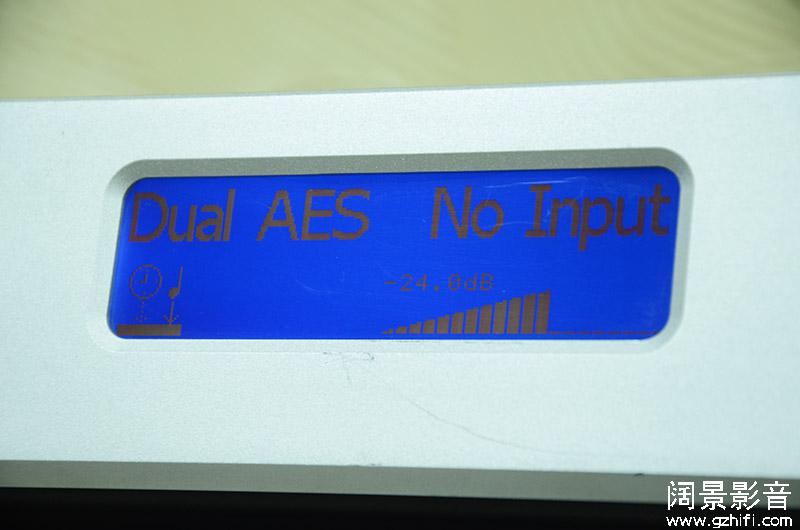 Dual AES No Input
-24.0dB
阔景影音
www.gzhifi.com